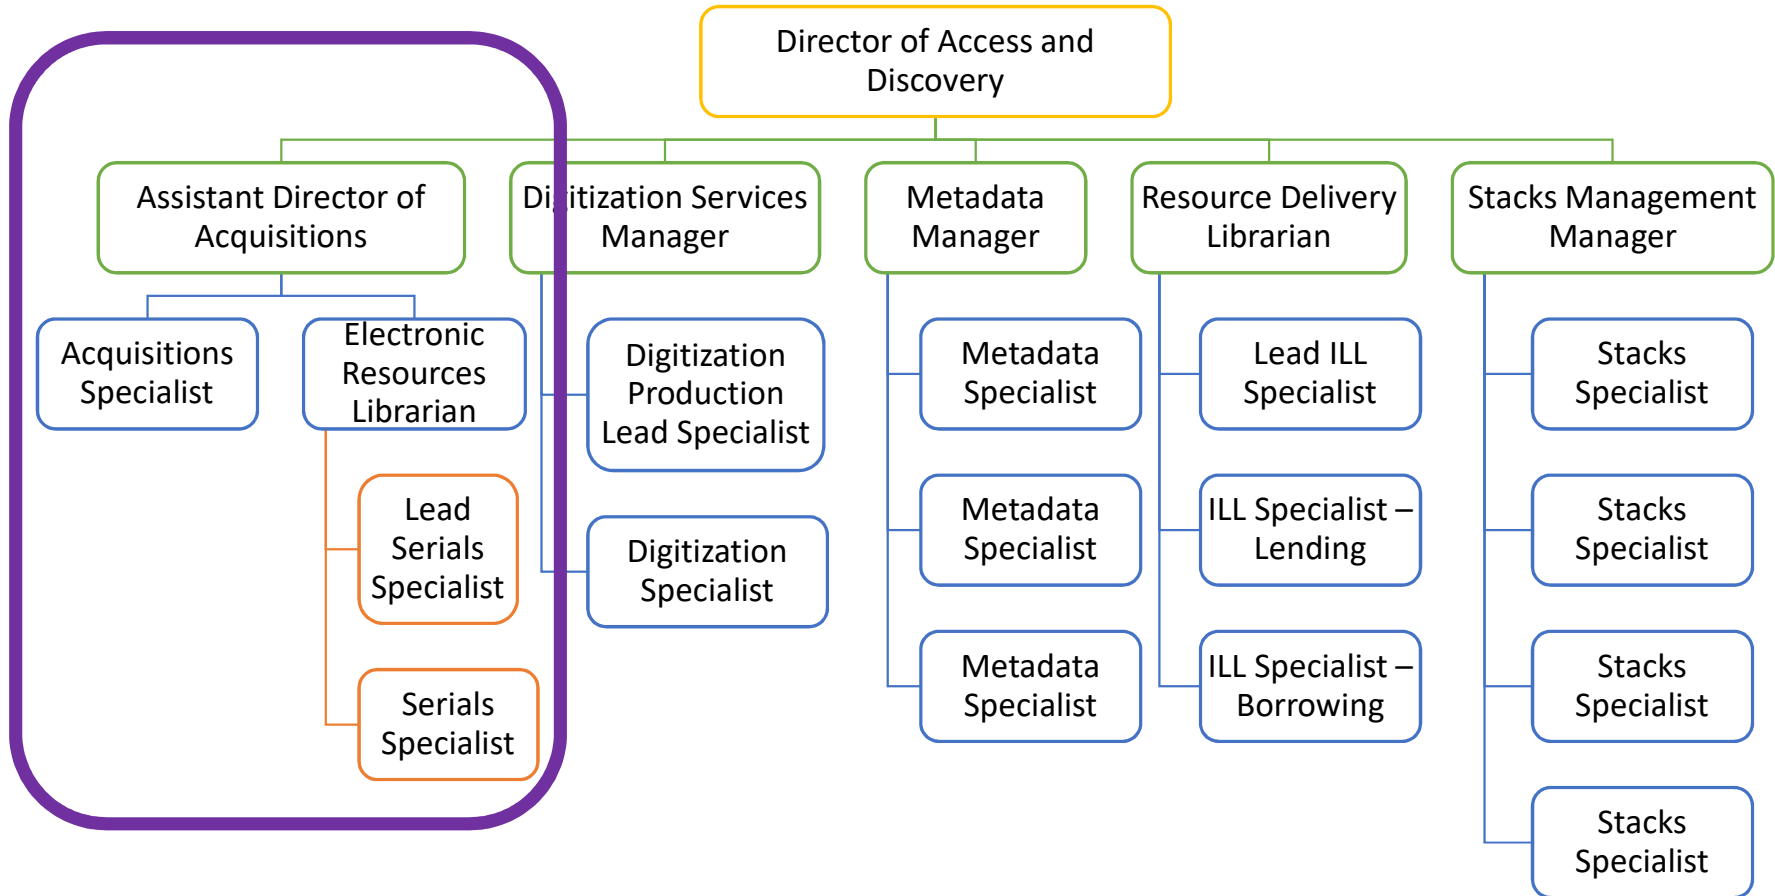 Director of Access and
Discovery
Assistant Director of
Acquisitions
Digitization Services
Manager
Metadata
Manager
Resource Delivery
Librarian
Stacks Management
Manager
Acquisitions
Specialist
Electronic
Resources
Librarian
Lead
Serials
Specialist
Serials
Specialist
Digitization
Production
Lead Specialist
Digitization
Specialist
Metadata
Specialist
Metadata
Specialist
Metadata
Specialist
Lead ILL
Specialist
ILL Specialist –
Lending
ILL Specialist –
Borrowing
Stacks
Specialist
Stacks
Specialist
Stacks
Specialist
Stacks
Specialist